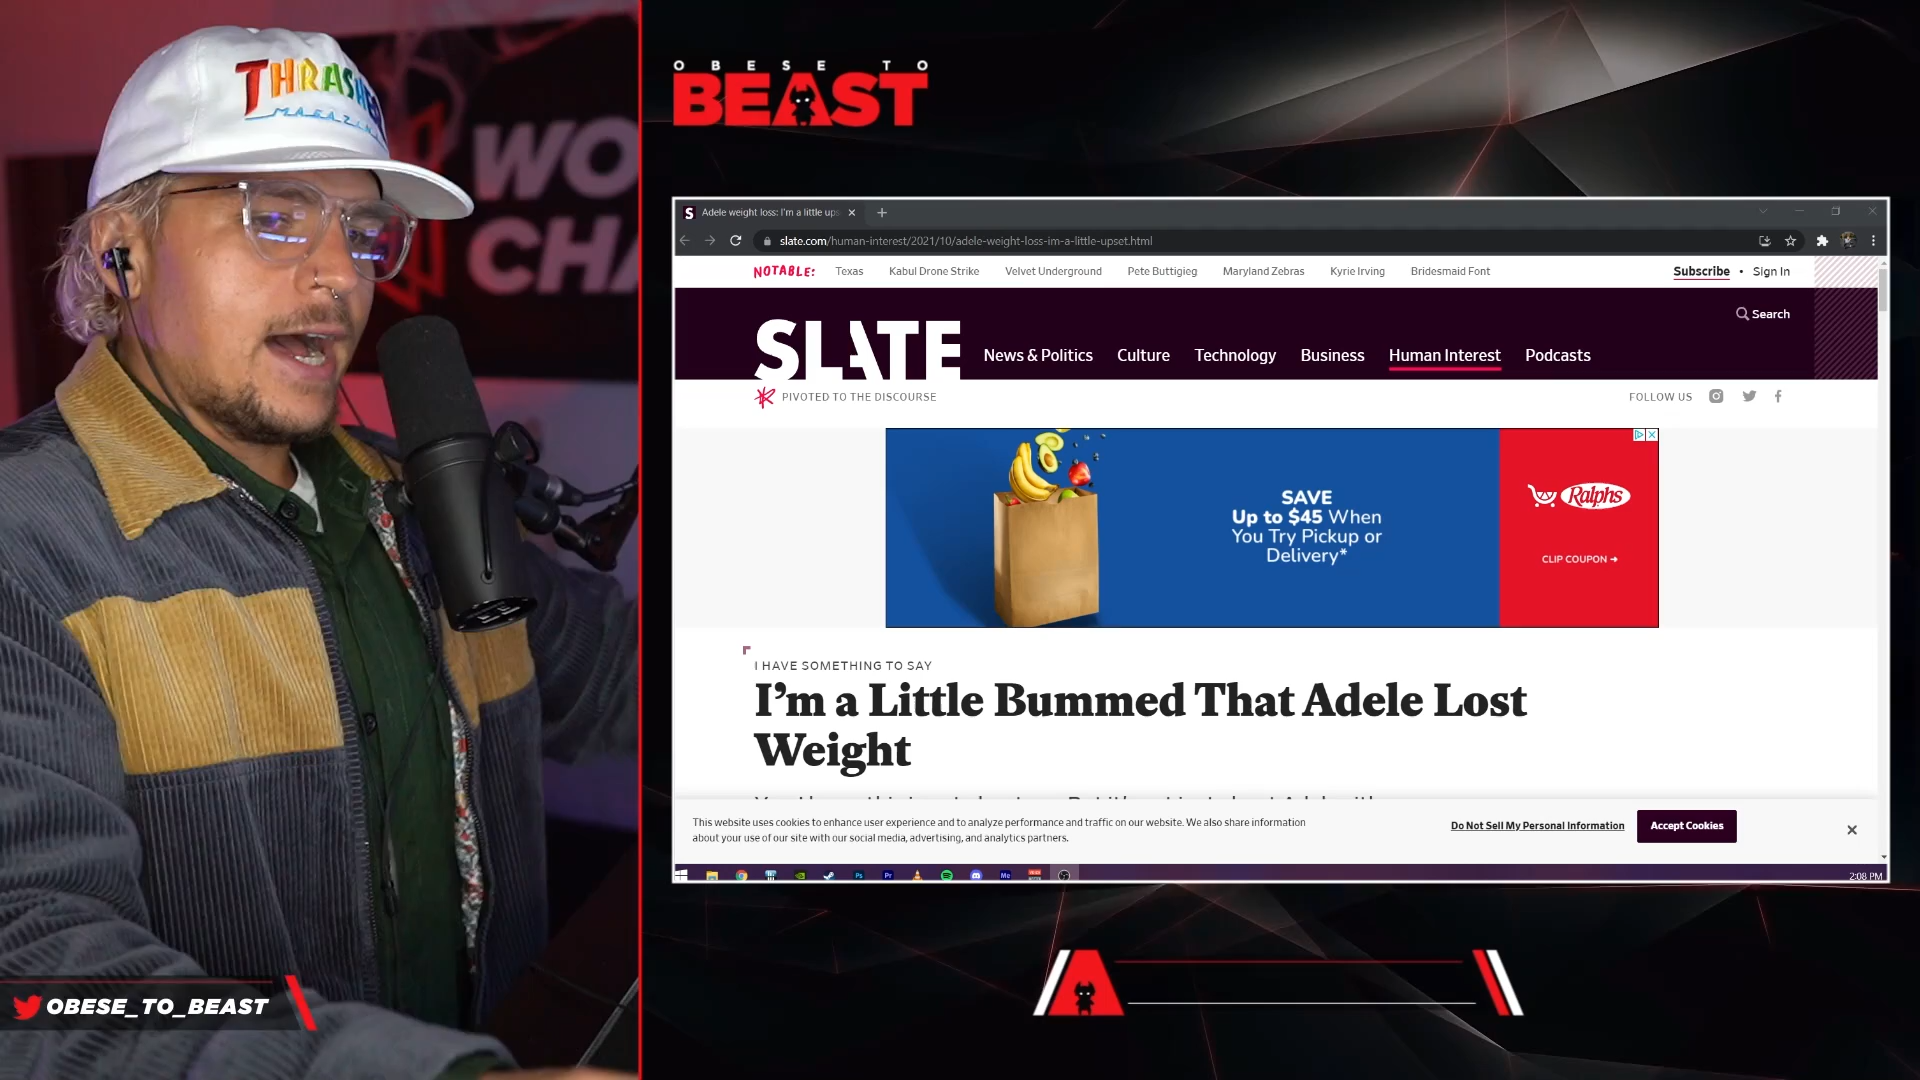 THRASHER
MAGAZINE
WO
CHA
OBESE_TO_BEAST
OBESE TO
BEAST
Adele weight loss: I'm a little ups
slate.com/human-interest/2021/10/adele-weight-loss-im-a-little-upset.html
NOTABLE: Texas Kabul Drone Strike Velvet Underground Pete Buttigieg Maryland Zebras Kyrie Irving Bridesmaid Font Subscribe • Sign In
Search
SLATE News & Politics Culture Technology Business Human Interest Podcasts
PIVOTED TO THE DISCOURSE FOLLOW US
SAVE
Up to $45 When
You Try Pickup or
Delivery*
Ralphs
CLIP COUPON →
I HAVE SOMETHING TO SAY
I’m a Little Bummed That Adele Lost
Weight
This website uses cookies to enhance user experience and to analyze performance and traffic on our website. We also share information
about your use of our site with our social media, advertising, and analytics partners.
Do Not Sell My Personal Information Accept Cookies
Ps Pr Me
2:08 PM